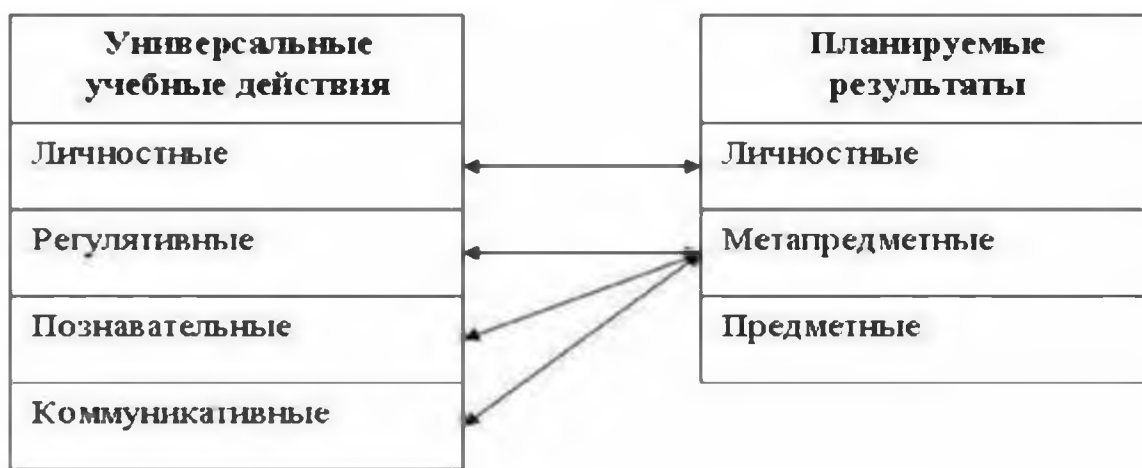 Универсальные
учебные действия
Личностные
Регулятивные
Познавательные
Коммуникативные
Планируемые
результаты
Личностные
Метапредметные
Предметные